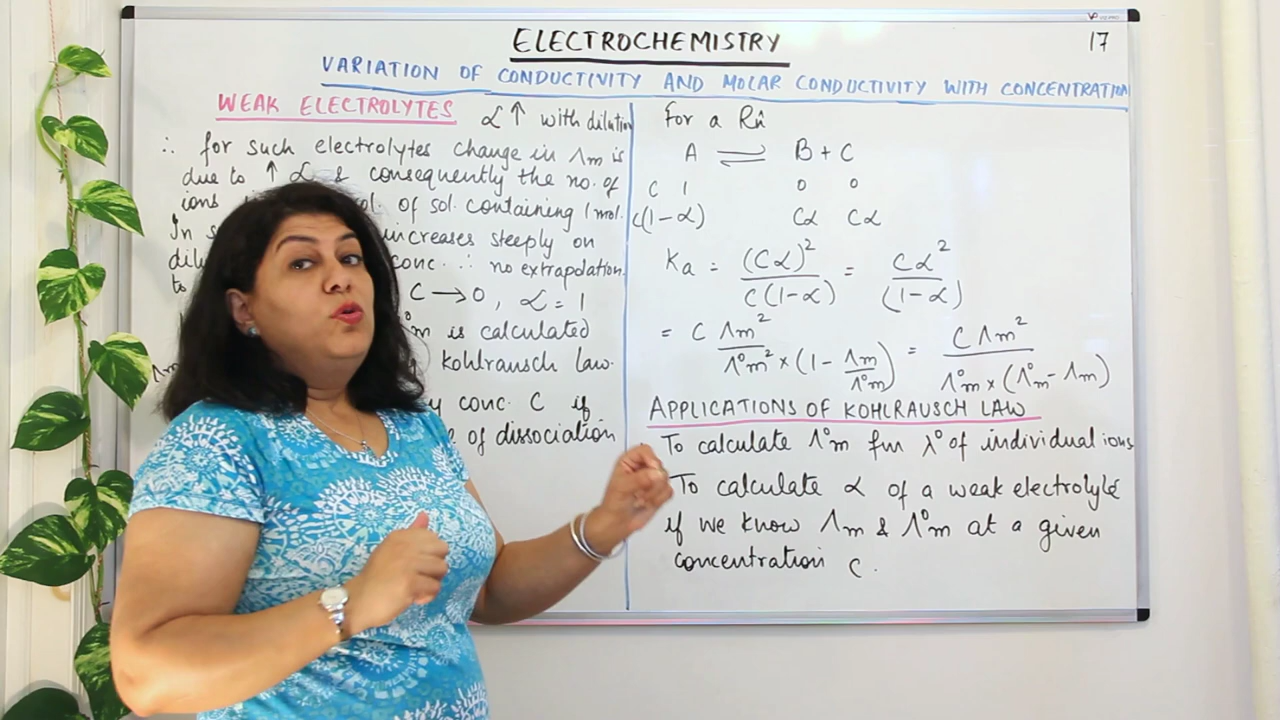 ELECTROCHEMISTRY
17
VARIATION OF CONDUCTIVITY AND MOLAR CONDUCTIVITY WITH CONCENTRATION
WEAK ELECTROLYTES α ↑ with dilution
∴ for such electrolytes change in Λm is
due to ↑ α & consequently the no. of
ions of sol. containing 1 mol.
In increases steeply on
conc. ∴ no extrapolation.
to C → 0, α = 1
°m is calculated
Kohlrausch law.
conc. C if
of dissociation
For a Rn̂
A ⇌ B + C
C 1 0 0
C(1-α) Cα Cα
Ka = (Cα)² / C(1-α) = Cα² / (1-α)
= C Λm² / Λ°m² × (1 - Λm/Λ°m) = C Λm² / Λ°m × (Λ°m - Λm)
APPLICATIONS OF KOHLRAUSCH LAW
To calculate Λ°m fm λ° of individual ions
To calculate α of a weak electrolyte
if we know Λm & Λ°m at a given
concentration C.